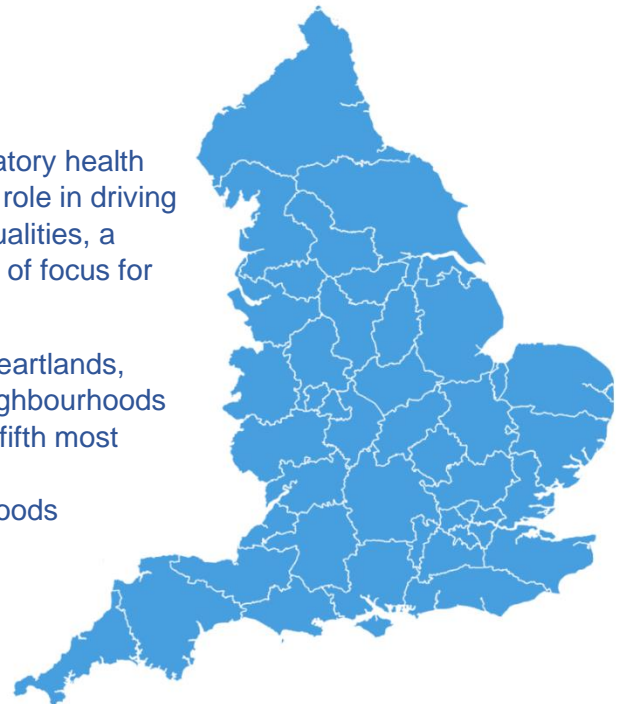 atory health
role in driving
ualities, a
of focus for
eartlands,
ghbourhoods
fifth most
oods